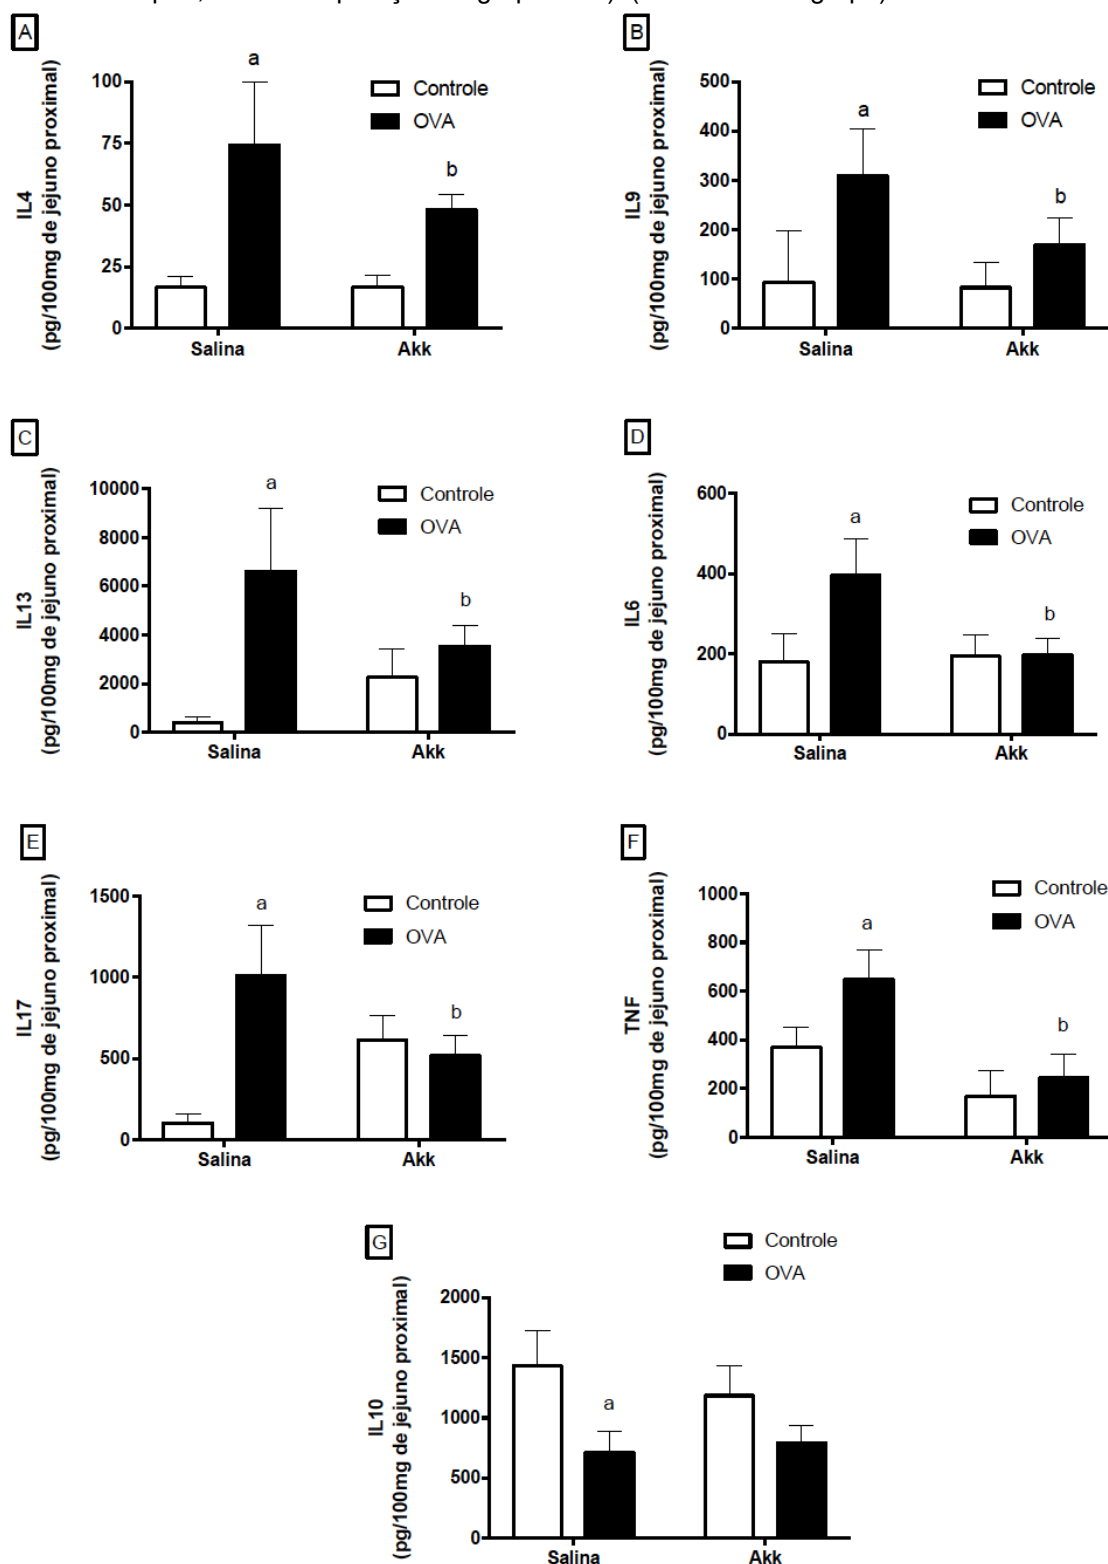 A
B
a
100
75
50
25
0
IL4
(pg/100mg de jejuno proximal)
Controle
OVA
b
Salina
Akk
500
400
300
200
100
0
IL9
(pg/100mg de jejuno proximal)
a
Controle
OVA
b
Salina
Akk
C
D
10000
8000
6000
4000
2000
0
IL13
(pg/100mg de jejuno proximal)
a
Controle
OVA
b
Salina
Akk
600
400
200
0
IL6
(pg/100mg de jejuno proximal)
a
Controle
OVA
b
Salina
Akk
E
F
1500
1000
500
0
IL17
(pg/100mg de jejuno proximal)
a
Controle
OVA
b
Salina
Akk
1000
800
600
400
200
0
TNF
(pg/100mg de jejuno proximal)
a
Controle
OVA
b
Salina
Akk
G
2000
1500
1000
500
0
IL10
(pg/100mg de jejuno proximal)
Controle
OVA
a
Salina
Akk